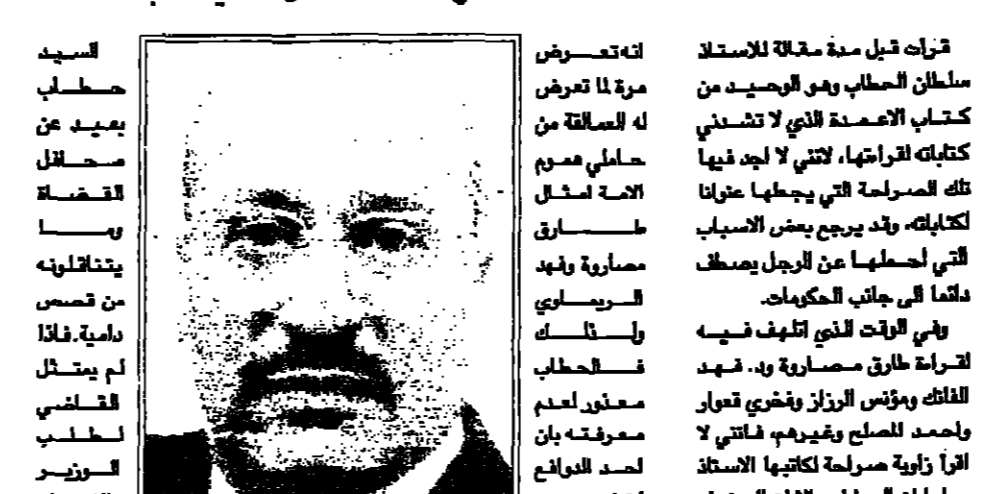 قرأت قبل مدة مقالة للاستاذ
سلطان الحطاب وهو الوحيد من
كتاب الاعمدة الذي لا تشدني
كتاباته لقراءتها، لانني لا اجد فيها
تلك الصراحة التي يجعلها عنوانا
لكتاباته، وقد يرجع بعض الاسباب
التي احملها عن الرجل يصطف
دائما الى جانب الحكومات.
وفي الوقت الذي اتلهف فيه
لقراءة طارق مصاروة ود. فهد
الفانك ومؤنس الرزاز وفخري قعوار
واحمد المصلح وغيرهم، فانني لا
اقرأ زاوية صراحة لكاتبها الاستاذ
انه تعرض
مرة لما تعرض
له العمالقة من
حاملي هموم
الامة امثال
طارق
مصاروة وفهد
الريماوي
ولذلك
فالحطاب
معذور لعدم
معرفته بان
احد الدوافع
السيد
حطاب
بعيد عن
محافل
القضاة
وما
يتناقلونه
من قصص
دامية. فاذا
لم يمتثل
القاضي
لطلب
الوزير